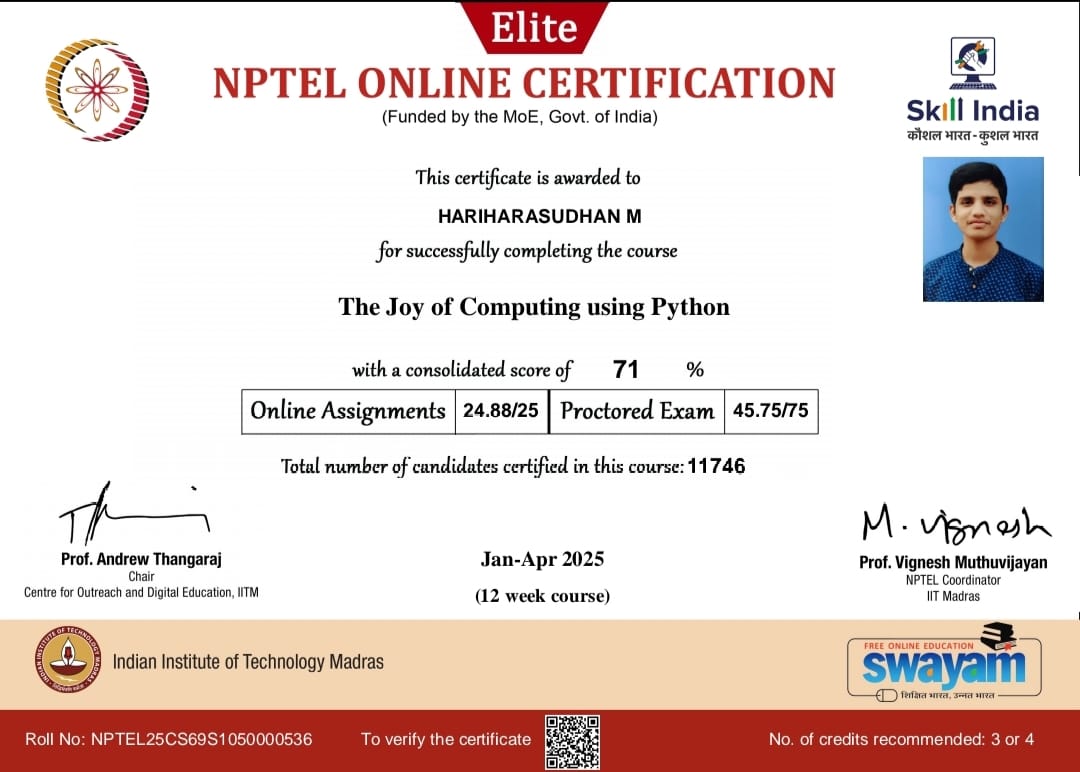 Elite
NPTEL ONLINE CERTIFICATION
(Funded by the MoE, Govt. of India)
Skill India
कौशल भारत - कुशल भारत
This certificate is awarded to
HARIHARASUDHAN M
for successfully completing the course
The Joy of Computing using Python
with a consolidated score of 71 %
Online Assignments 24.88/25 Proctored Exam 45.75/75
Total number of candidates certified in this course: 11746
M. Vignesh
Prof. Andrew Thangaraj
Chair
Centre for Outreach and Digital Education, IITM
Jan-Apr 2025
(12 week course)
Prof. Vignesh Muthuvijayan
NPTEL Coordinator
IIT Madras
INDIAN INSTITUTE OF TECHNOLOGY MADRAS
Indian Institute of Technology Madras
FREE ONLINE EDUCATION
swayam
शिक्षित भारत, उन्नत भारत
Roll No: NPTEL25CS69S1050000536
To verify the certificate
No. of credits recommended: 3 or 4